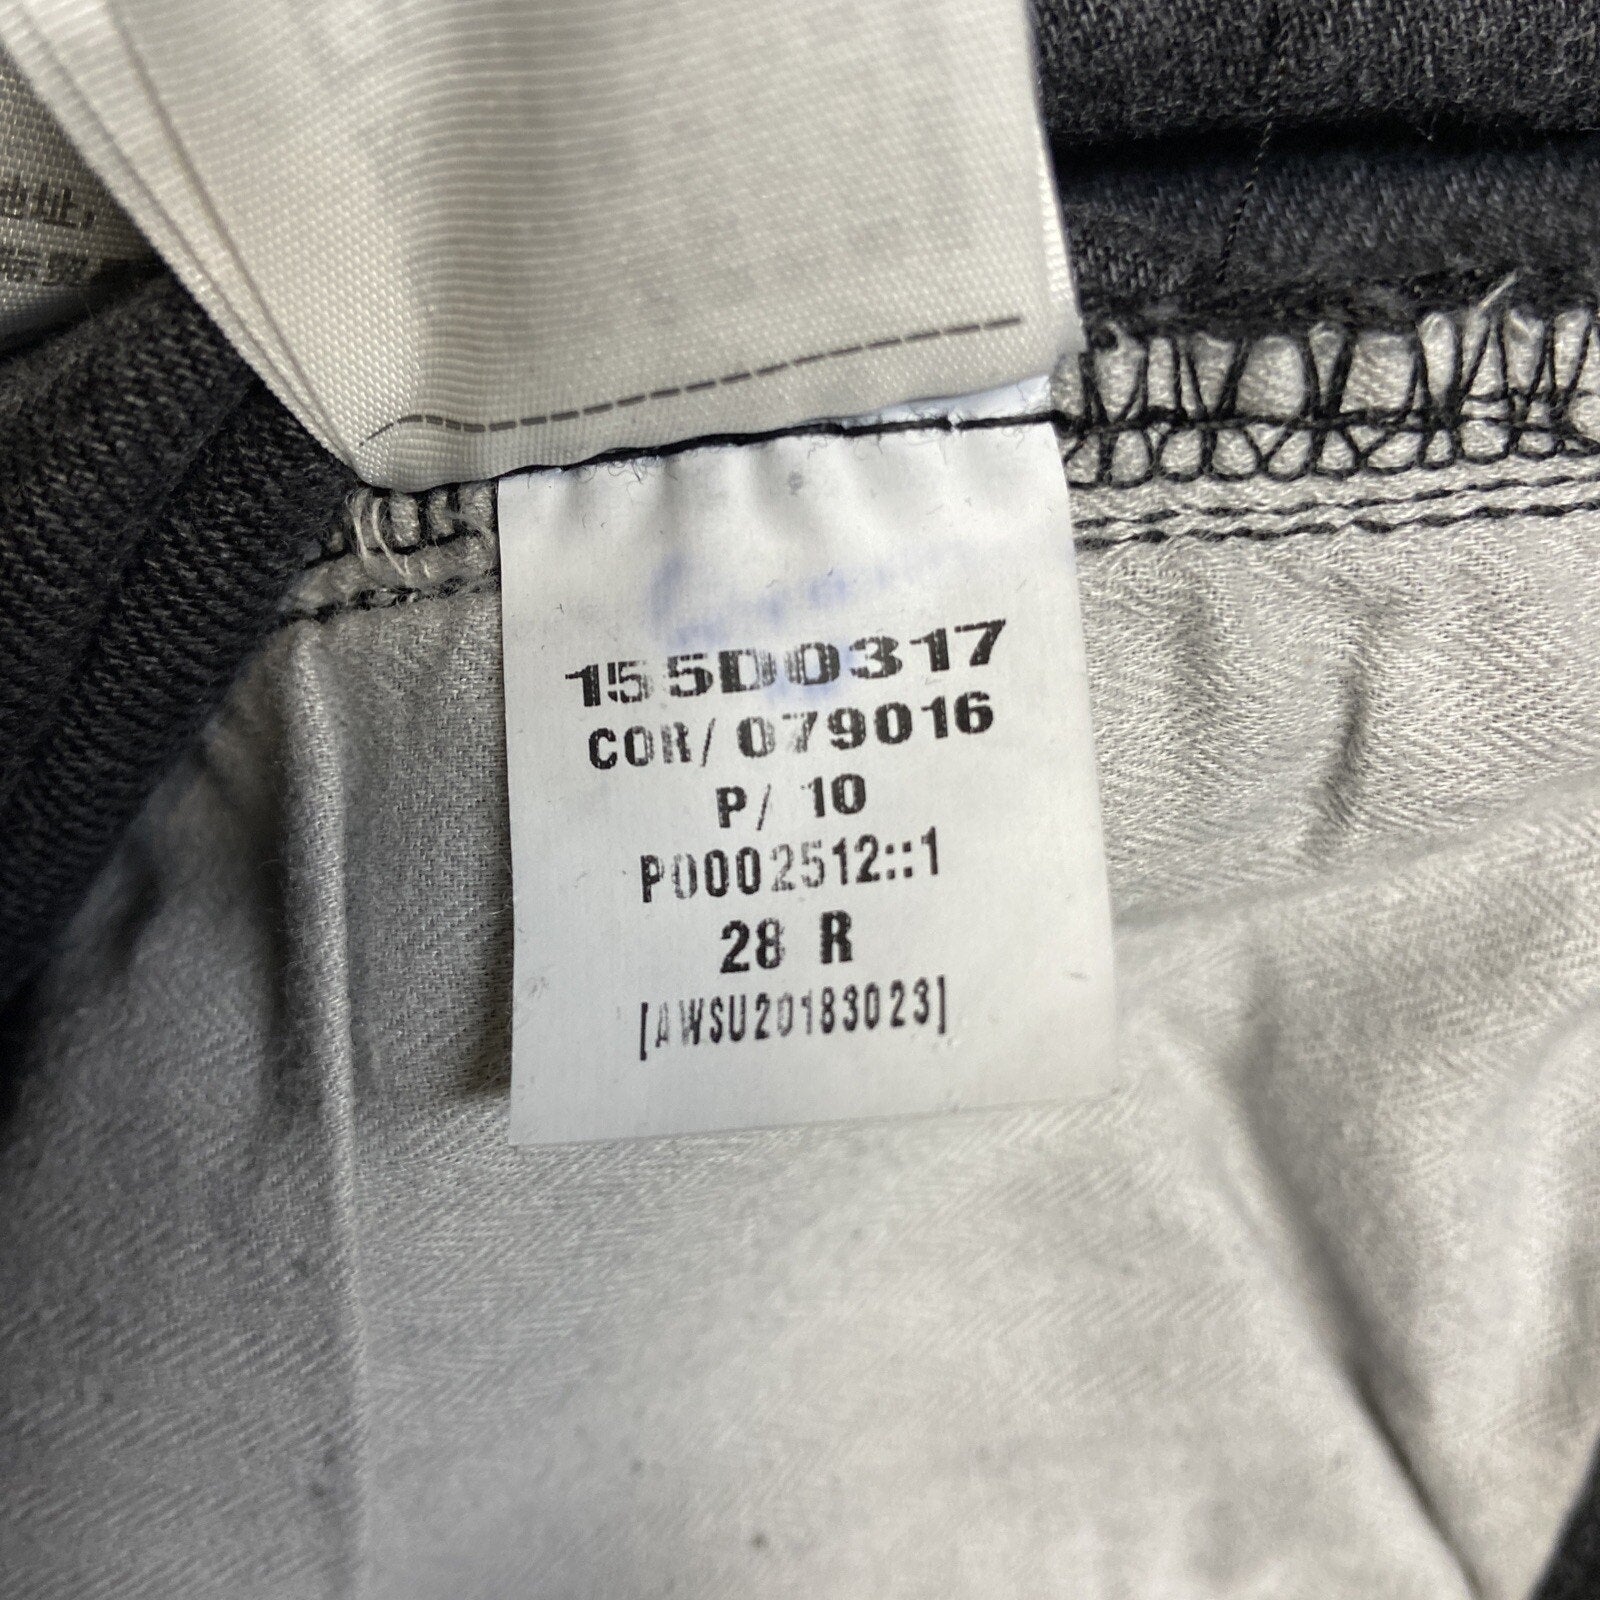 155D0317
COR/ 079016
P/ 10
P0002512::1
28 R
[AWSU20183023]